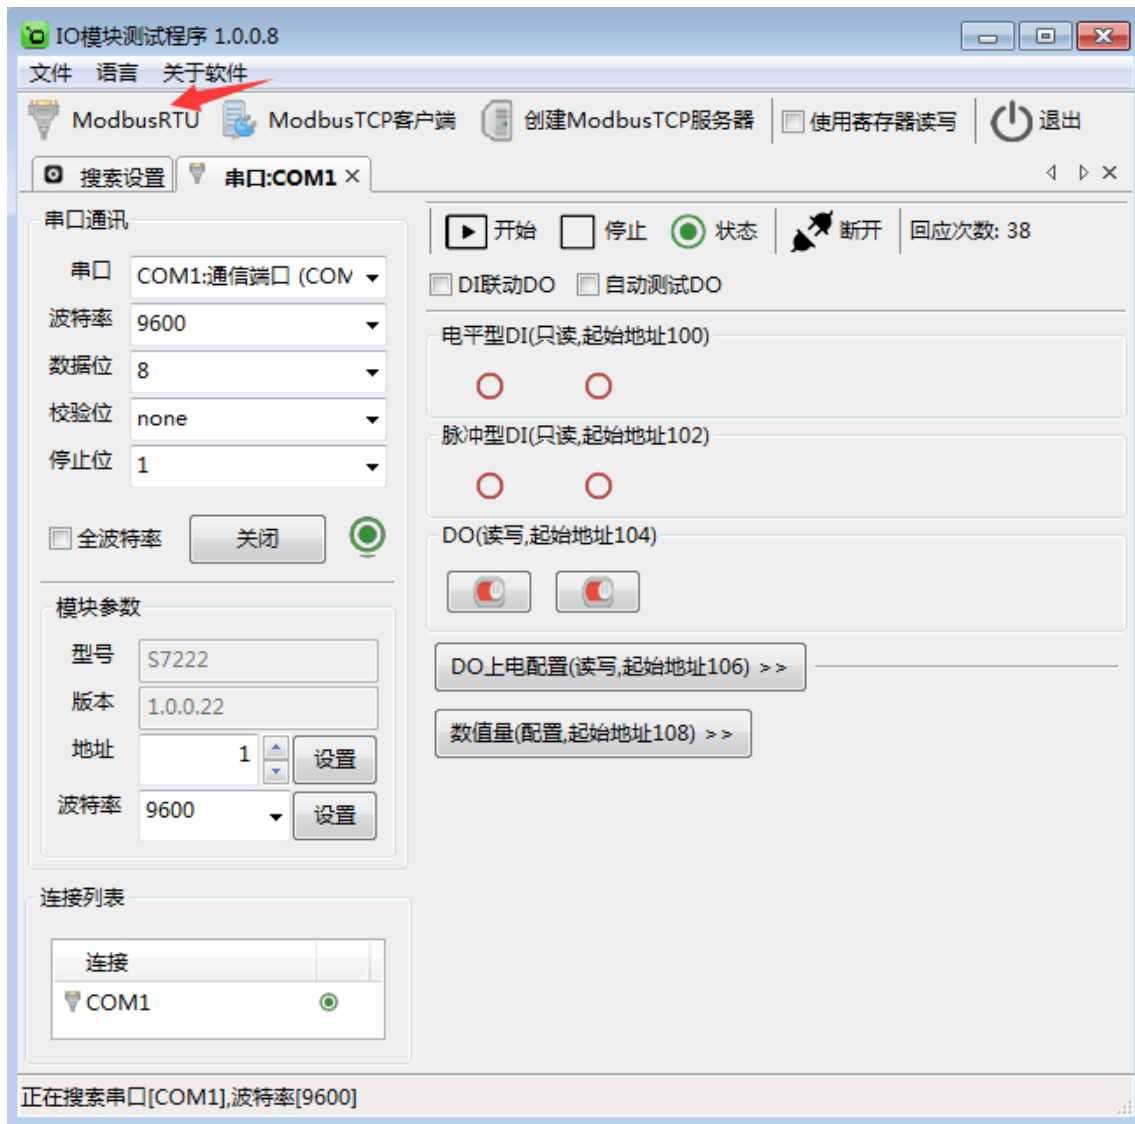 IO模块测试程序 1.0.0.8
文件 语言 关于软件
ModbusRTU ModbusTCP客户端 创建ModbusTCP服务器 使用寄存器读写 退出
搜索设置 串口:COM1
串口通讯
串口 COM1:通信端口 (COM
波特率 9600
数据位 8
校验位 none
停止位 1
全波特率 关闭
模块参数
型号 S7222
版本 1.0.0.22
地址 1 设置
波特率 9600 设置
连接列表
连接
COM1
开始 停止 状态 断开 回应次数: 38
DI联动DO 自动测试DO
电平型DI(只读,起始地址100)
脉冲型DI(只读,起始地址102)
DO(读写,起始地址104)
DO上电配置(读写,起始地址106) >>
数值量(配置,起始地址108) >>
正在搜索串口[COM1],波特率[9600]